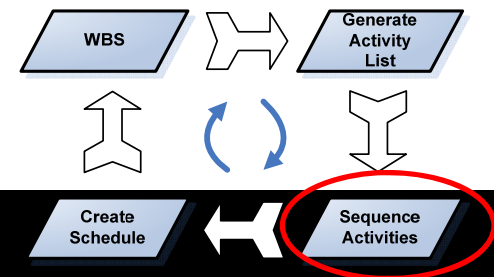 WBS
Generate
Activity
List
Create
Schedule
Sequence
Activities